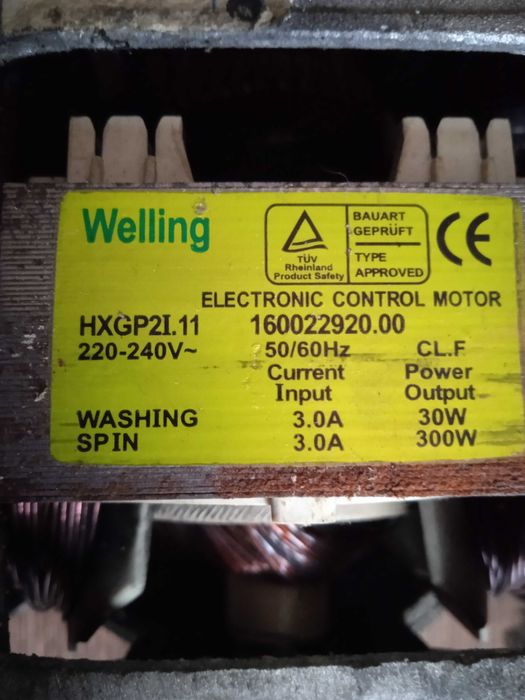 Welling
TÜV
Rheinland
Product Safety
BAUART
GEPRÜFT
TYPE
APPROVED
CE
ELECTRONIC CONTROL MOTOR
HXGP2I.11 160022920.00
220-240V~ 50/60Hz CL.F
Current Power
Input Output
WASHING 3.0A 30W
SPIN 3.0A 300W